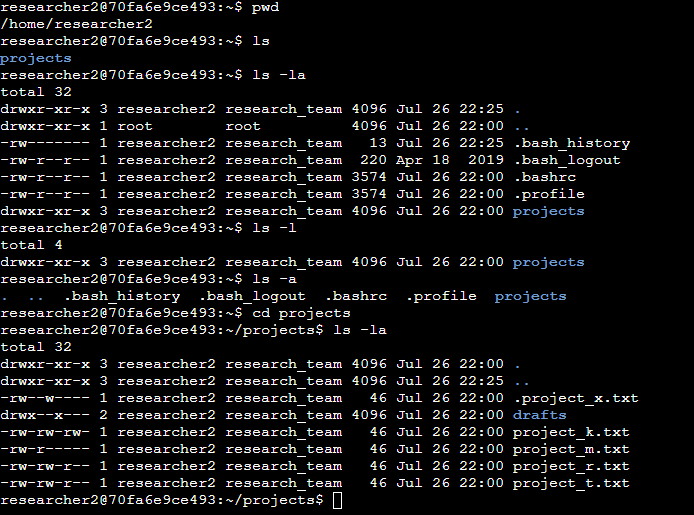 researcher2@70fa6e9ce493:~$ pwd
/home/researcher2
researcher2@70fa6e9ce493:~$ ls
projects
researcher2@70fa6e9ce493:~$ ls -la
total 32
drwxr-xr-x 3 researcher2 research_team 4096 Jul 26 22:25 .
drwxr-xr-x 1 root        root          4096 Jul 26 22:00 ..
-rw------- 1 researcher2 research_team   13 Jul 26 22:25 .bash_history
-rw-r--r-- 1 researcher2 research_team  220 Apr 18  2019 .bash_logout
-rw-r--r-- 1 researcher2 research_team 3574 Jul 26 22:00 .bashrc
-rw-r--r-- 1 researcher2 research_team 3574 Jul 26 22:00 .profile
drwxr-xr-x 3 researcher2 research_team 4096 Jul 26 22:00 projects
researcher2@70fa6e9ce493:~$ ls -l
total 4
drwxr-xr-x 3 researcher2 research_team 4096 Jul 26 22:00 projects
researcher2@70fa6e9ce493:~$ ls -a
.  ..  .bash_history  .bash_logout  .bashrc  .profile  projects
researcher2@70fa6e9ce493:~$ cd projects
researcher2@70fa6e9ce493:~/projects$ ls -la
total 32
drwxr-xr-x 3 researcher2 research_team 4096 Jul 26 22:00 .
drwxr-xr-x 3 researcher2 research_team 4096 Jul 26 22:25 ..
-rw--w---- 1 researcher2 research_team   46 Jul 26 22:00 .project_x.txt
drwx--x--- 2 researcher2 research_team 4096 Jul 26 22:00 drafts
-rw-rw-rw- 1 researcher2 research_team   46 Jul 26 22:00 project_k.txt
-rw-r----- 1 researcher2 research_team   46 Jul 26 22:00 project_m.txt
-rw-rw-r-- 1 researcher2 research_team   46 Jul 26 22:00 project_r.txt
-rw-rw-r-- 1 researcher2 research_team   46 Jul 26 22:00 project_t.txt
researcher2@70fa6e9ce493:~/projects$